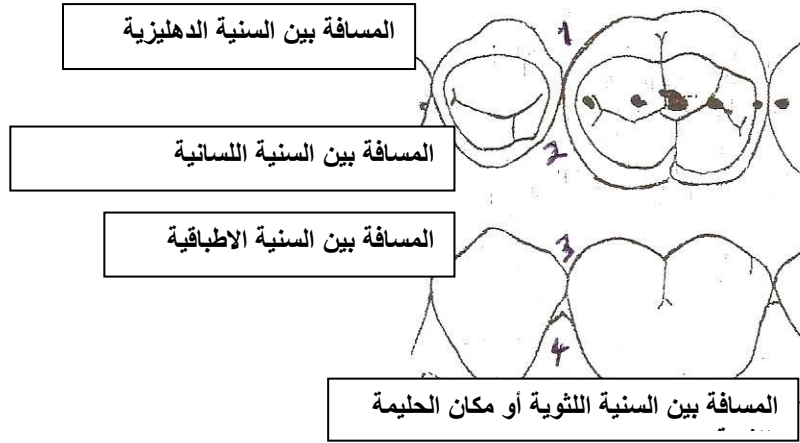 المسافة بين السنية الدهليزية
1
المسافة بين السنية اللسانية
2
المسافة بين السنية الاطباقية
3
4
المسافة بين السنية اللثوية أو مكان الحليمة